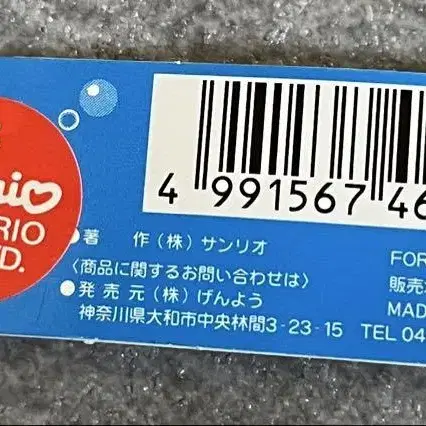 4 991567 46
●著 作(株)サンリオ
〈商品に関するお問い合わせは〉
●発 売 元(株)げんよう
神奈川県大和市中央林間3-23-15 TEL 04
FOR
販売
MAD
RIO
D.